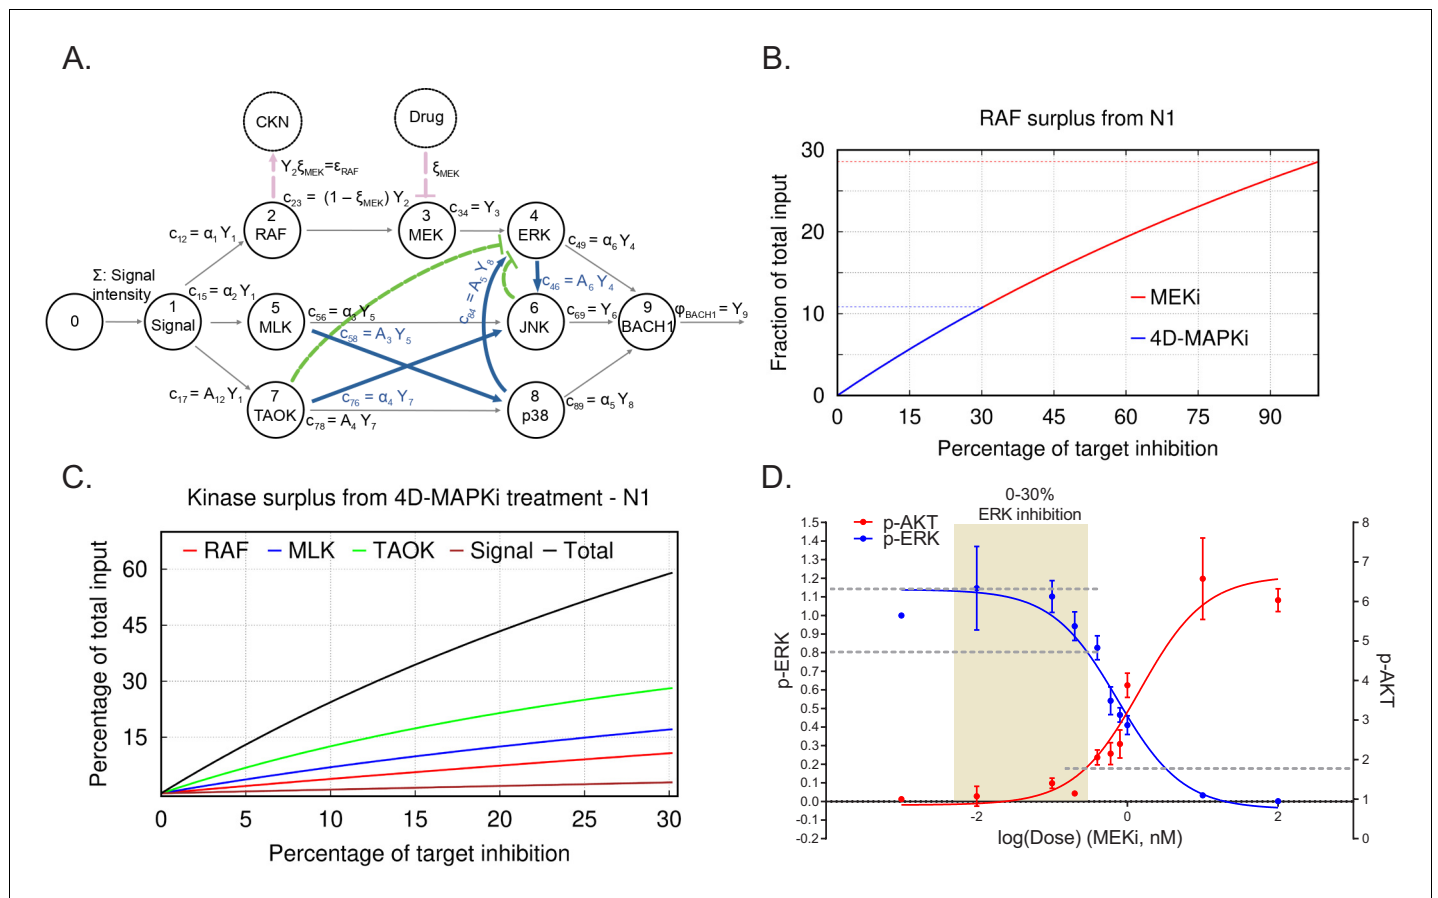 A.
CKN
Drug
Y₂ξMEK=εRAF
ξMEK
c₂₃ = (1 – ξMEK) Y₂
2
RAF
3
MEK
c₃₄ = Y₃
4
ERK
c₁₂ = α₁ Y₁
c₄₉ = α₆ Y₄
Σ: Signal
intensity
c₁₅ = α₂ Y₁
c₈₄ = A₅ Y₈
c₄₆ = A₆ Y₄
0
1
Signal
5
MLK
c₅₆ = α₃ Y₅
c₅₈ = A₃ Y₅
6
JNK
c₆₉ = Y₆
9
BACH1
φBACH1 = Y₉
c₁₇ = A₁₂ Y₁
7
TAOK
c₇₆ = α₄ Y₇
c₇₈ = A₄ Y₇
8
p38
c₈₉ = α₅ Y₈
B.
RAF surplus from N1
Fraction of total input
30
20
10
0
MEKi
4D-MAPKi
0 15 30 45 60 75 90
Percentage of target inhibition
C.
Kinase surplus from 4D-MAPKi treatment - N1
RAF MLK TAOK Signal Total
Percentage of total input
60
45
30
15
0 5 10 15 20 25 30
Percentage of target inhibition
D.
0-30%
ERK inhibition
p-AKT
p-ERK
p-ERK
1.5
1.4
1.3
1.2
1.1
1.0
0.9
0.8
0.7
0.6
0.5
0.4
0.3
0.2
0.1
0.0
-0.1
-0.2
-2 0 2
log(Dose) (MEKi, nM)
8
7
6
5
4
3
2
1
0
p-AKT